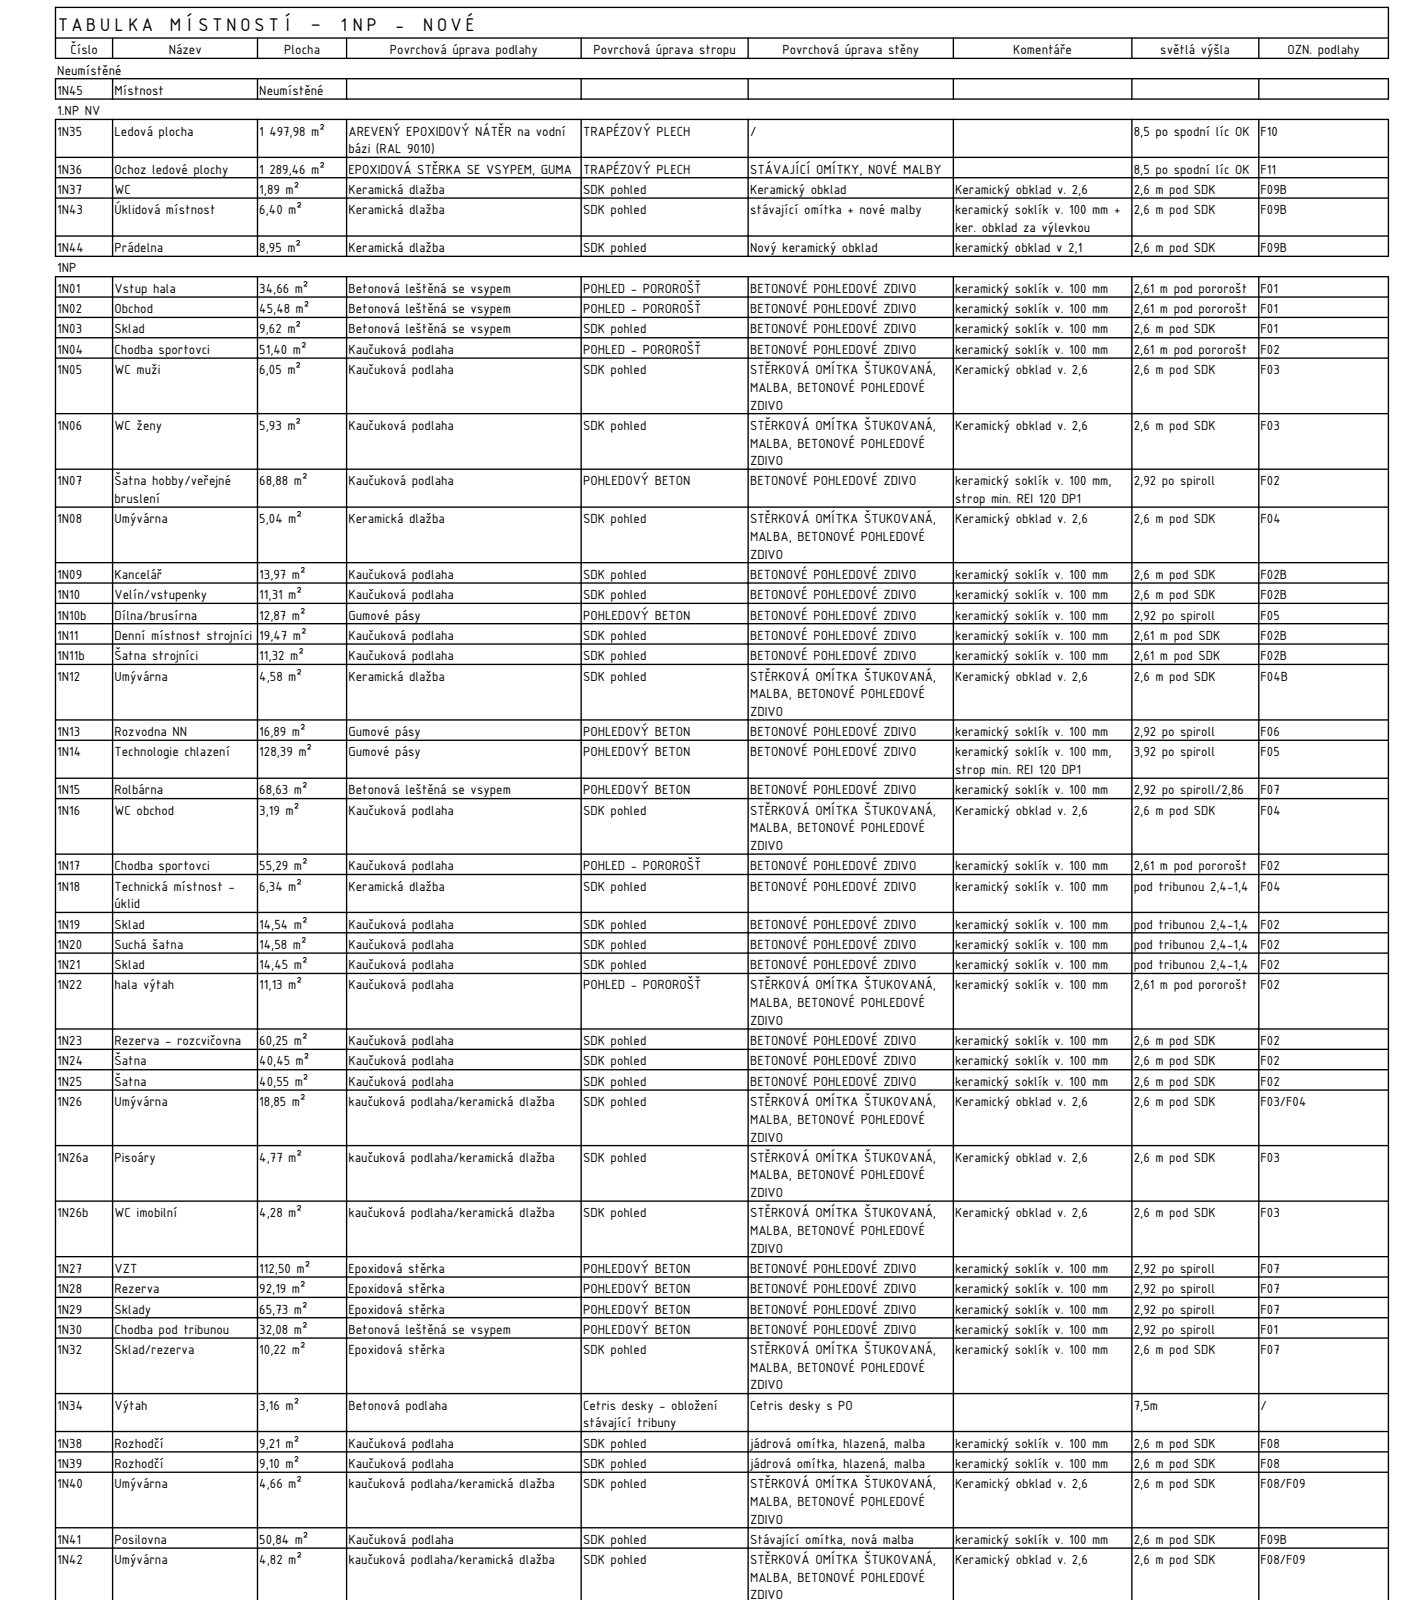 TABULKA MÍSTNOSTÍ - 1NP - NOVÉ
Číslo Název Plocha Povrchová úprava podlahy Povrchová úprava stropu Povrchová úprava stěny Komentáře světlá výšla OZN. podlahy
Neumístěné
1N45 Místnost Neumístěné
1.NP NV
1N35 Ledová plocha 1 497,98 m² AREVENÝ EPOXIDOVÝ NÁTĚR na vodní TRAPÉZOVÝ PLECH / 8,5 po spodní líc OK F10
bázi (RAL 9010)
1N36 Ochoz ledové plochy 1 289,46 m² EPOXIDOVÁ STĚRKA SE VSYPEM, GUMA TRAPÉZOVÝ PLECH STÁVAJÍCÍ OMÍTKY, NOVÉ MALBY 8,5 po spodní líc OK F11
1N37 WC 1,89 m² Keramická dlažba SDK pohled Keramický obklad Keramický obklad v. 2,6 2,6 m pod SDK F09B
1N43 Úklidová místnost 6,40 m² Keramická dlažba SDK pohled stávající omítka + nové malby keramický soklík v. 100 mm + 2,6 m pod SDK F09B
ker. obklad za výlevkou
1N44 Prádelna 8,95 m² Keramická dlažba SDK pohled Nový keramický obklad keramický obklad v 2,1 2,6 m pod SDK F09B
1NP
1N01 Vstup hala 34,66 m² Betonová leštěná se vsypem POHLED - POROROŠŤ BETONOVÉ POHLEDOVÉ ZDIVO keramický soklík v. 100 mm 2,61 m pod pororošt F01
1N02 Obchod 45,48 m² Betonová leštěná se vsypem POHLED - POROROŠŤ BETONOVÉ POHLEDOVÉ ZDIVO keramický soklík v. 100 mm 2,61 m pod pororošt F01
1N03 Sklad 9,62 m² Betonová leštěná se vsypem SDK pohled BETONOVÉ POHLEDOVÉ ZDIVO keramický soklík v. 100 mm 2,6 m pod SDK F01
1N04 Chodba sportovci 51,40 m² Kaučuková podlaha POHLED - POROROŠŤ BETONOVÉ POHLEDOVÉ ZDIVO keramický soklík v. 100 mm 2,61 m pod pororošt F02
1N05 WC muži 6,05 m² Kaučuková podlaha SDK pohled STĚRKOVÁ OMÍTKA ŠTUKOVANÁ, Keramický obklad v. 2,6 2,6 m pod SDK F03
MALBA, BETONOVÉ POHLEDOVÉ
ZDIVO
1N06 WC ženy 5,93 m² Kaučuková podlaha SDK pohled STĚRKOVÁ OMÍTKA ŠTUKOVANÁ, Keramický obklad v. 2,6 2,6 m pod SDK F03
MALBA, BETONOVÉ POHLEDOVÉ
ZDIVO
1N07 Šatna hobby/veřejné 68,88 m² Kaučuková podlaha POHLEDOVÝ BETON BETONOVÉ POHLEDOVÉ ZDIVO keramický soklík v. 100 mm, 2,92 po spiroll F02
bruslení strop min. REI 120 DP1
1N08 Umývárna 5,04 m² Keramická dlažba SDK pohled STĚRKOVÁ OMÍTKA ŠTUKOVANÁ, Keramický obklad v. 2,6 2,6 m pod SDK F04
MALBA, BETONOVÉ POHLEDOVÉ
ZDIVO
1N09 Kancelář 13,97 m² Kaučuková podlaha SDK pohled BETONOVÉ POHLEDOVÉ ZDIVO keramický soklík v. 100 mm 2,6 m pod SDK F02B
1N10 Velín/vstupenky 11,31 m² Kaučuková podlaha SDK pohled BETONOVÉ POHLEDOVÉ ZDIVO keramický soklík v. 100 mm 2,6 m pod SDK F02B
1N10b Dílna/brusírna 12,87 m² Gumové pásy POHLEDOVÝ BETON BETONOVÉ POHLEDOVÉ ZDIVO keramický soklík v. 100 mm 2,92 po spiroll F05
1N11 Denní místnost strojníci 19,47 m² Kaučuková podlaha SDK pohled BETONOVÉ POHLEDOVÉ ZDIVO keramický soklík v. 100 mm 2,61 m pod SDK F02B
1N11b Šatna strojníci 11,32 m² Kaučuková podlaha SDK pohled BETONOVÉ POHLEDOVÉ ZDIVO keramický soklík v. 100 mm 2,61 m pod SDK F02B
1N12 Umývárna 4,58 m² Keramická dlažba SDK pohled STĚRKOVÁ OMÍTKA ŠTUKOVANÁ, Keramický obklad v. 2,6 2,6 m pod SDK F04B
MALBA, BETONOVÉ POHLEDOVÉ
ZDIVO
1N13 Rozvodna NN 16,89 m² Gumové pásy POHLEDOVÝ BETON BETONOVÉ POHLEDOVÉ ZDIVO keramický soklík v. 100 mm 2,92 po spiroll F06
1N14 Technologie chlazení 128,39 m² Gumové pásy POHLEDOVÝ BETON BETONOVÉ POHLEDOVÉ ZDIVO keramický soklík v. 100 mm, 3,92 po spiroll F05
strop min. REI 120 DP1
1N15 Rolbárna 68,63 m² Betonová leštěná se vsypem POHLEDOVÝ BETON BETONOVÉ POHLEDOVÉ ZDIVO keramický soklík v. 100 mm 2,92 po spiroll/2,86 F07
1N16 WC obchod 3,19 m² Kaučuková podlaha SDK pohled STĚRKOVÁ OMÍTKA ŠTUKOVANÁ, Keramický obklad v. 2,6 2,6 m pod SDK F04
MALBA, BETONOVÉ POHLEDOVÉ
ZDIVO
1N17 Chodba sportovci 55,29 m² Kaučuková podlaha POHLED - POROROŠŤ BETONOVÉ POHLEDOVÉ ZDIVO keramický soklík v. 100 mm 2,61 m pod pororošt F02
1N18 Technická místnost - 6,34 m² Keramická dlažba SDK pohled BETONOVÉ POHLEDOVÉ ZDIVO keramický soklík v. 100 mm pod tribunou 2,4-1,4 F04
úklid
1N19 Sklad 14,54 m² Kaučuková podlaha SDK pohled BETONOVÉ POHLEDOVÉ ZDIVO keramický soklík v. 100 mm pod tribunou 2,4-1,4 F02
1N20 Suchá šatna 14,58 m² Kaučuková podlaha SDK pohled BETONOVÉ POHLEDOVÉ ZDIVO keramický soklík v. 100 mm pod tribunou 2,4-1,4 F02
1N21 Sklad 14,45 m² Kaučuková podlaha SDK pohled BETONOVÉ POHLEDOVÉ ZDIVO keramický soklík v. 100 mm pod tribunou 2,4-1,4 F02
1N22 hala výtah 11,13 m² Kaučuková podlaha POHLED - POROROŠŤ STĚRKOVÁ OMÍTKA ŠTUKOVANÁ, keramický soklík v. 100 mm 2,61 m pod pororošt F02
MALBA, BETONOVÉ POHLEDOVÉ
ZDIVO
1N23 Rezerva - rozcvičovna 60,25 m² Kaučuková podlaha SDK pohled BETONOVÉ POHLEDOVÉ ZDIVO keramický soklík v. 100 mm 2,6 m pod SDK F02
1N24 Šatna 40,45 m² Kaučuková podlaha SDK pohled BETONOVÉ POHLEDOVÉ ZDIVO keramický soklík v. 100 mm 2,6 m pod SDK F02
1N25 Šatna 40,55 m² Kaučuková podlaha SDK pohled BETONOVÉ POHLEDOVÉ ZDIVO keramický soklík v. 100 mm 2,6 m pod SDK F02
1N26 Umývárna 18,85 m² kaučuková podlaha/keramická dlažba SDK pohled STĚRKOVÁ OMÍTKA ŠTUKOVANÁ, Keramický obklad v. 2,6 2,6 m pod SDK F03/F04
MALBA, BETONOVÉ POHLEDOVÉ
ZDIVO
1N26a Pisoáry 4,77 m² kaučuková podlaha/keramická dlažba SDK pohled STĚRKOVÁ OMÍTKA ŠTUKOVANÁ, Keramický obklad v. 2,6 2,6 m pod SDK F03
MALBA, BETONOVÉ POHLEDOVÉ
ZDIVO
1N26b WC imobilní 4,28 m² kaučuková podlaha/keramická dlažba SDK pohled STĚRKOVÁ OMÍTKA ŠTUKOVANÁ, Keramický obklad v. 2,6 2,6 m pod SDK F03
MALBA, BETONOVÉ POHLEDOVÉ
ZDIVO
1N27 VZT 112,50 m² Epoxidová stěrka POHLEDOVÝ BETON BETONOVÉ POHLEDOVÉ ZDIVO keramický soklík v. 100 mm 2,92 po spiroll F07
1N28 Rezerva 92,19 m² Epoxidová stěrka POHLEDOVÝ BETON BETONOVÉ POHLEDOVÉ ZDIVO keramický soklík v. 100 mm 2,92 po spiroll F07
1N29 Sklady 65,73 m² Epoxidová stěrka POHLEDOVÝ BETON BETONOVÉ POHLEDOVÉ ZDIVO keramický soklík v. 100 mm 2,92 po spiroll F07
1N30 Chodba pod tribunou 32,08 m² Betonová leštěná se vsypem POHLEDOVÝ BETON BETONOVÉ POHLEDOVÉ ZDIVO keramický soklík v. 100 mm 2,92 po spiroll F01
1N32 Sklad/rezerva 10,22 m² Epoxidová stěrka SDK pohled STĚRKOVÁ OMÍTKA ŠTUKOVANÁ, keramický soklík v. 100 mm 2,6 m pod SDK F07
MALBA, BETONOVÉ POHLEDOVÉ
ZDIVO
1N34 Výtah 3,16 m² Betonová podlaha Cetris desky - obložení Cetris desky s PO 7,5m /
stávající tribuny
1N38 Rozhodčí 9,21 m² Kaučuková podlaha SDK pohled jádrová omítka, hlazená, malba keramický soklík v. 100 mm 2,6 m pod SDK F08
1N39 Rozhodčí 9,10 m² Kaučuková podlaha SDK pohled jádrová omítka, hlazená, malba keramický soklík v. 100 mm 2,6 m pod SDK F08
1N40 Umývárna 4,66 m² kaučuková podlaha/keramická dlažba SDK pohled STĚRKOVÁ OMÍTKA ŠTUKOVANÁ, Keramický obklad v. 2,6 2,6 m pod SDK F08/F09
MALBA, BETONOVÉ POHLEDOVÉ
ZDIVO
1N41 Posilovna 50,84 m² Kaučuková podlaha SDK pohled Stávající omítka, nová malba keramický soklík v. 100 mm 2,6 m pod SDK F09B
1N42 Umývárna 4,82 m² kaučuková podlaha/keramická dlažba SDK pohled STĚRKOVÁ OMÍTKA ŠTUKOVANÁ, Keramický obklad v. 2,6 2,6 m pod SDK F08/F09
MALBA, BETONOVÉ POHLEDOVÉ
ZDIVO